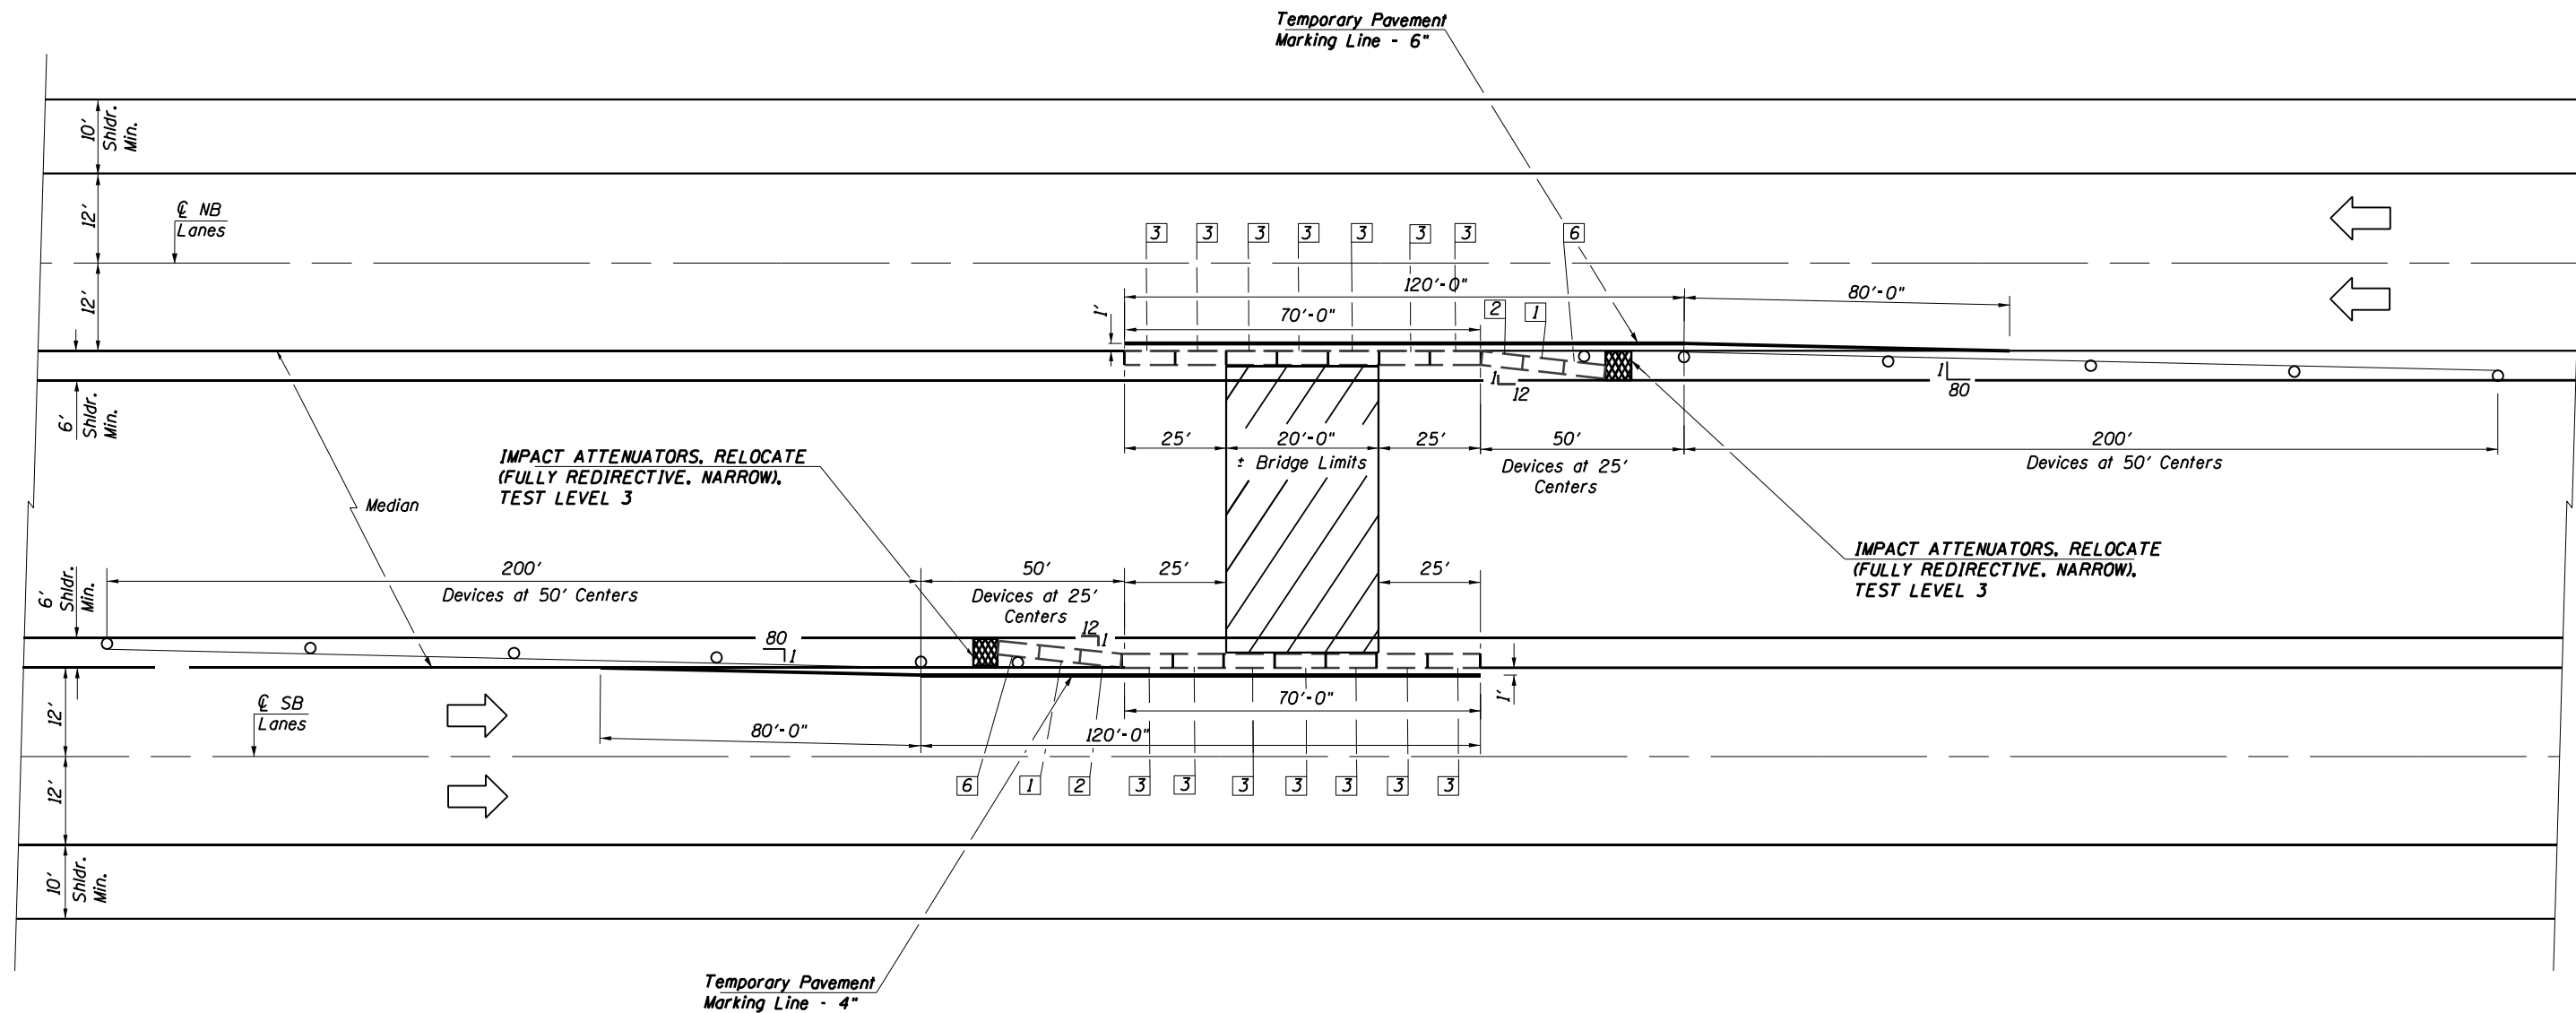 Temporary Pavement
Marking Line - 6"
10'
Shldr.
Min.
12'
℄ NB
Lanes
12'
3
3
3
3
3
3
3
6
120'-0"
80'-0"
2
1
1'
70'-0"
6'
Shldr.
Min.
1
12
1
80
25'
20'-0"
25'
50'
200'
± Bridge Limits
Devices at 25'
Centers
Devices at 50' Centers
IMPACT ATTENUATORS, RELOCATE
(FULLY REDIRECTIVE, NARROW),
TEST LEVEL 3
Median
IMPACT ATTENUATORS, RELOCATE
(FULLY REDIRECTIVE, NARROW),
TEST LEVEL 3
6'
Shldr.
Min.
200'
50'
25'
25'
Devices at 50' Centers
Devices at 25'
Centers
80
1
12
1
12'
℄ SB
Lanes
70'-0"
1'
80'-0"
120'-0"
12'
6
1
2
3
3
3
3
3
3
3
10'
Shldr.
Min.
Temporary Pavement
Marking Line - 4"